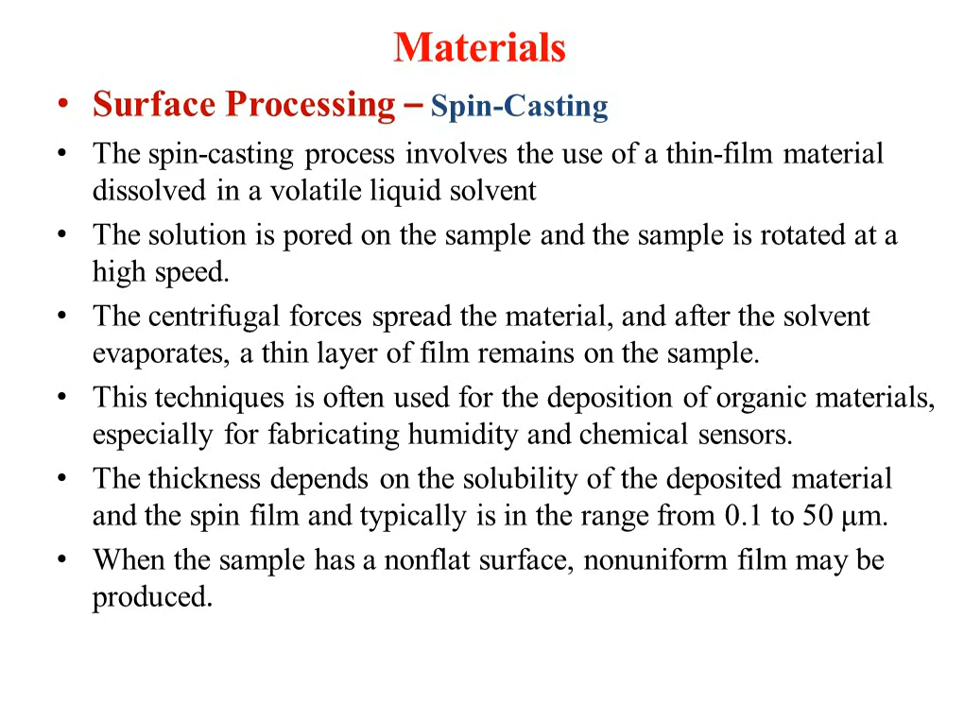 Materials
• Surface Processing – Spin-Casting
• The spin-casting process involves the use of a thin-film material
dissolved in a volatile liquid solvent
• The solution is pored on the sample and the sample is rotated at a
high speed.
• The centrifugal forces spread the material, and after the solvent
evaporates, a thin layer of film remains on the sample.
• This techniques is often used for the deposition of organic materials,
especially for fabricating humidity and chemical sensors.
• The thickness depends on the solubility of the deposited material
and the spin film and typically is in the range from 0.1 to 50 μm.
• When the sample has a nonflat surface, nonuniform film may be
produced.